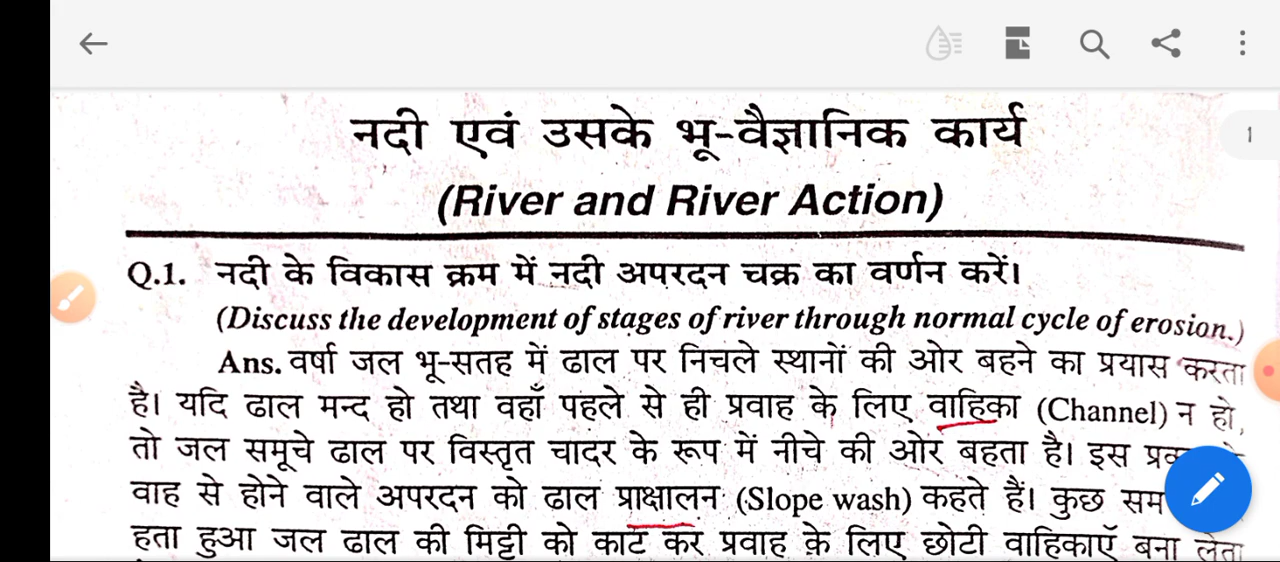 1
नदी एवं उसके भू-वैज्ञानिक कार्य
(River and River Action)
Q.1. नदी के विकास क्रम में नदी अपरदन चक्र का वर्णन करें।
(Discuss the development of stages of river through normal cycle of erosion.)
Ans. वर्षा जल भू-सतह में ढाल पर निचले स्थानों की ओर बहने का प्रयास करता
है। यदि ढाल मन्द हो तथा वहाँ पहले से ही प्रवाह के लिए वाहिका (Channel) न हो,
तो जल समूचे ढाल पर विस्तृत चादर के रूप में नीचे की ओर बहता है। इस
वाह से होने वाले अपरदन को ढाल प्राक्षालन (Slope wash) कहते हैं। कुछ
हता हुआ जल ढाल की मिट्टी को काट कर प्रवाह के लिए छोटी वाहिकाएँ बना लेता